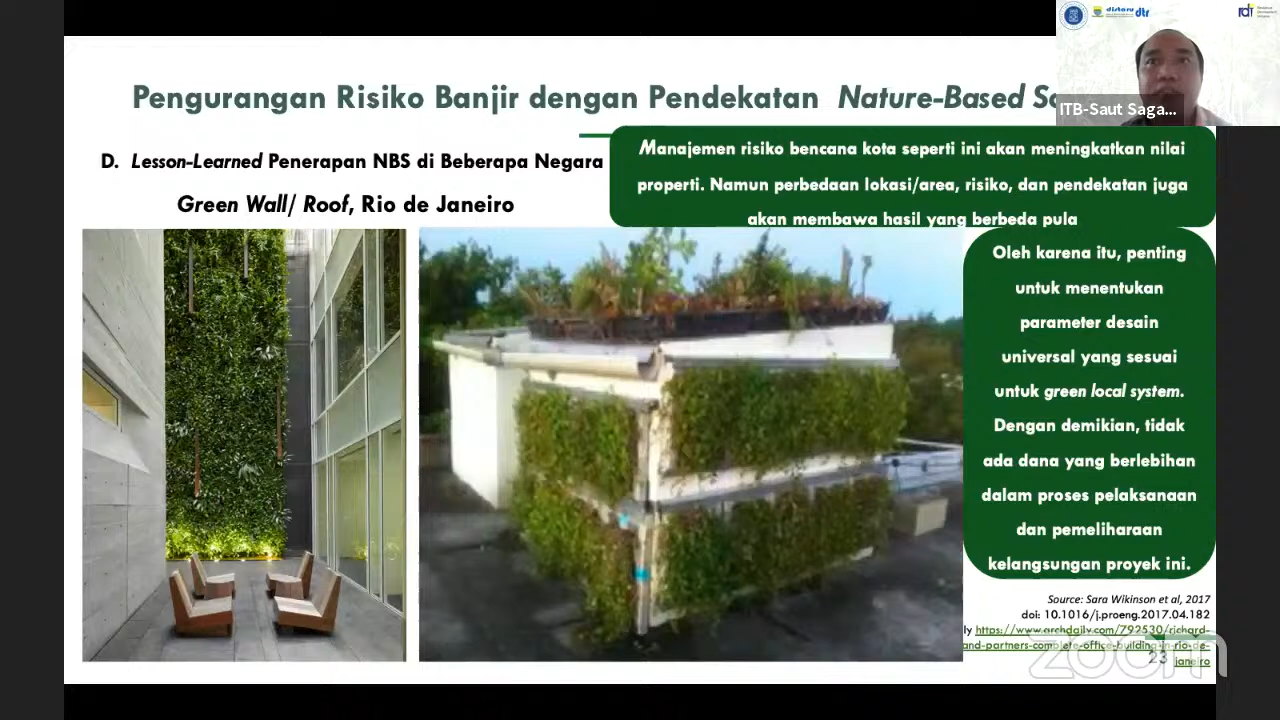 Pengurangan Risiko Banjir dengan Pendekatan Nature-Based So
ITB-Saut Saga...
distaru dtr
rdi
D. Lesson-Learned Penerapan NBS di Beberapa Negara
Green Wall/ Roof, Rio de Janeiro
Manajemen risiko bencana kota seperti ini akan meningkatkan nilai
properti. Namun perbedaan lokasi/area, risiko, dan pendekatan juga
akan membawa hasil yang berbeda pula
Oleh karena itu, penting
untuk menentukan
parameter desain
universal yang sesuai
untuk green local system.
Dengan demikian, tidak
ada dana yang berlebihan
dalam proses pelaksanaan
dan pemeliharaan
kelangsungan proyek ini.
Source: Sara Wikinson et al, 2017
doi: 10.1016/j.proeng.2017.04.182
ly https://www.archdaily.com/792530/richard-
and-partners-complete-office-building-in-rio-de-
janeiro
23
zoom